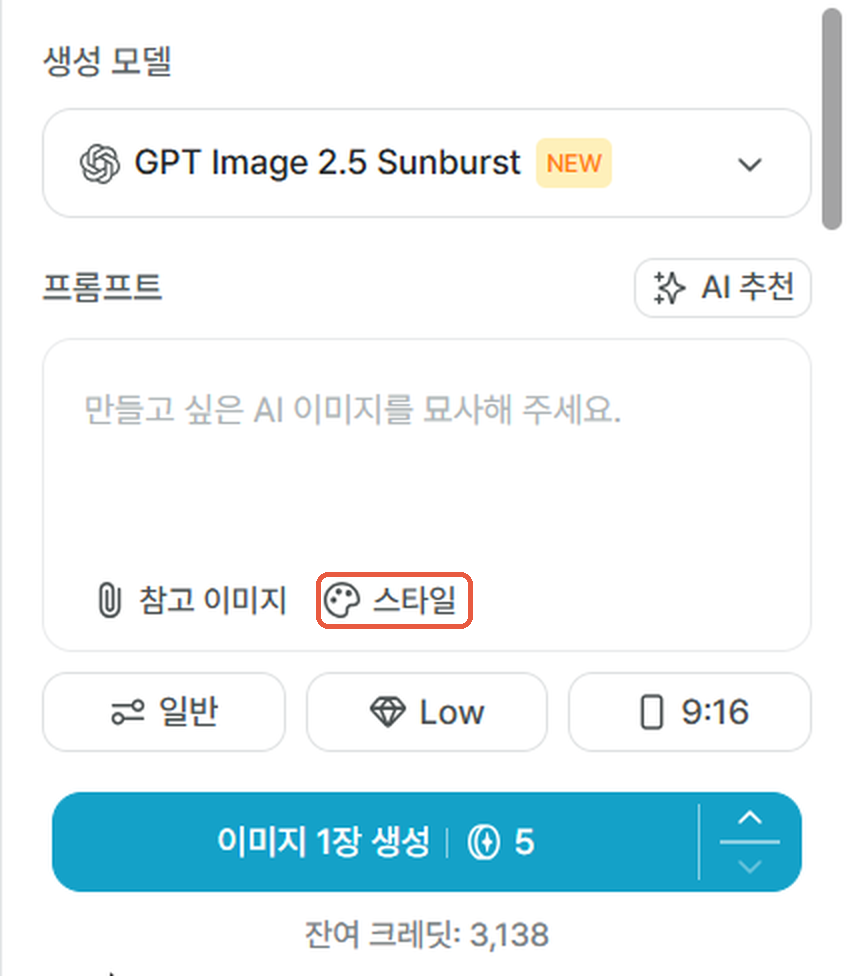 생성 모델
GPT Image 2.5 Sunburst NEW
프롬프트 AI 추천
만들고 싶은 AI 이미지를 묘사해 주세요.
참고 이미지 스타일
일반 Low 9:16
이미지 1장 생성 5
잔여 크레딧: 3,138